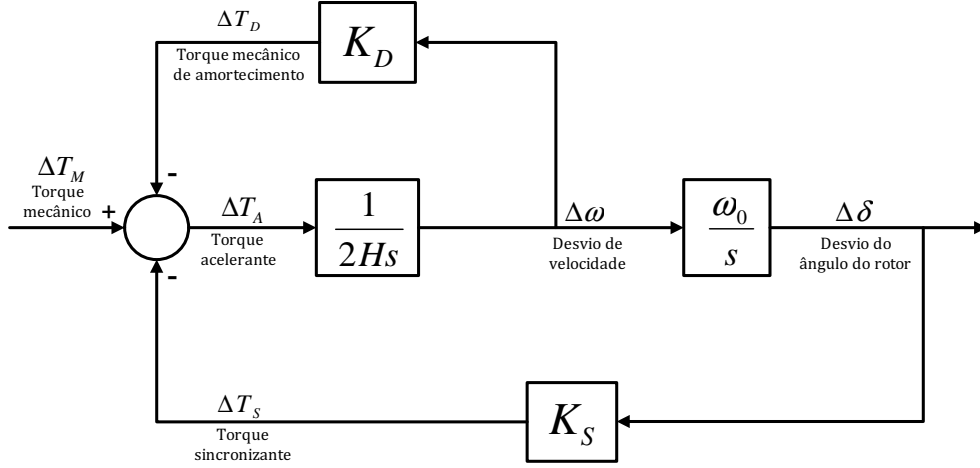 ΔT_D
Torque mecânico
de amortecimento
K_D
-
ΔT_M
Torque
mecânico
+
ΔT_A
Torque
acelerante
1
2Hs
Δω
Desvio de
velocidade
ω_0
s
Δδ
Desvio do
ângulo do rotor
-
ΔT_S
Torque
sincronizante
K_S